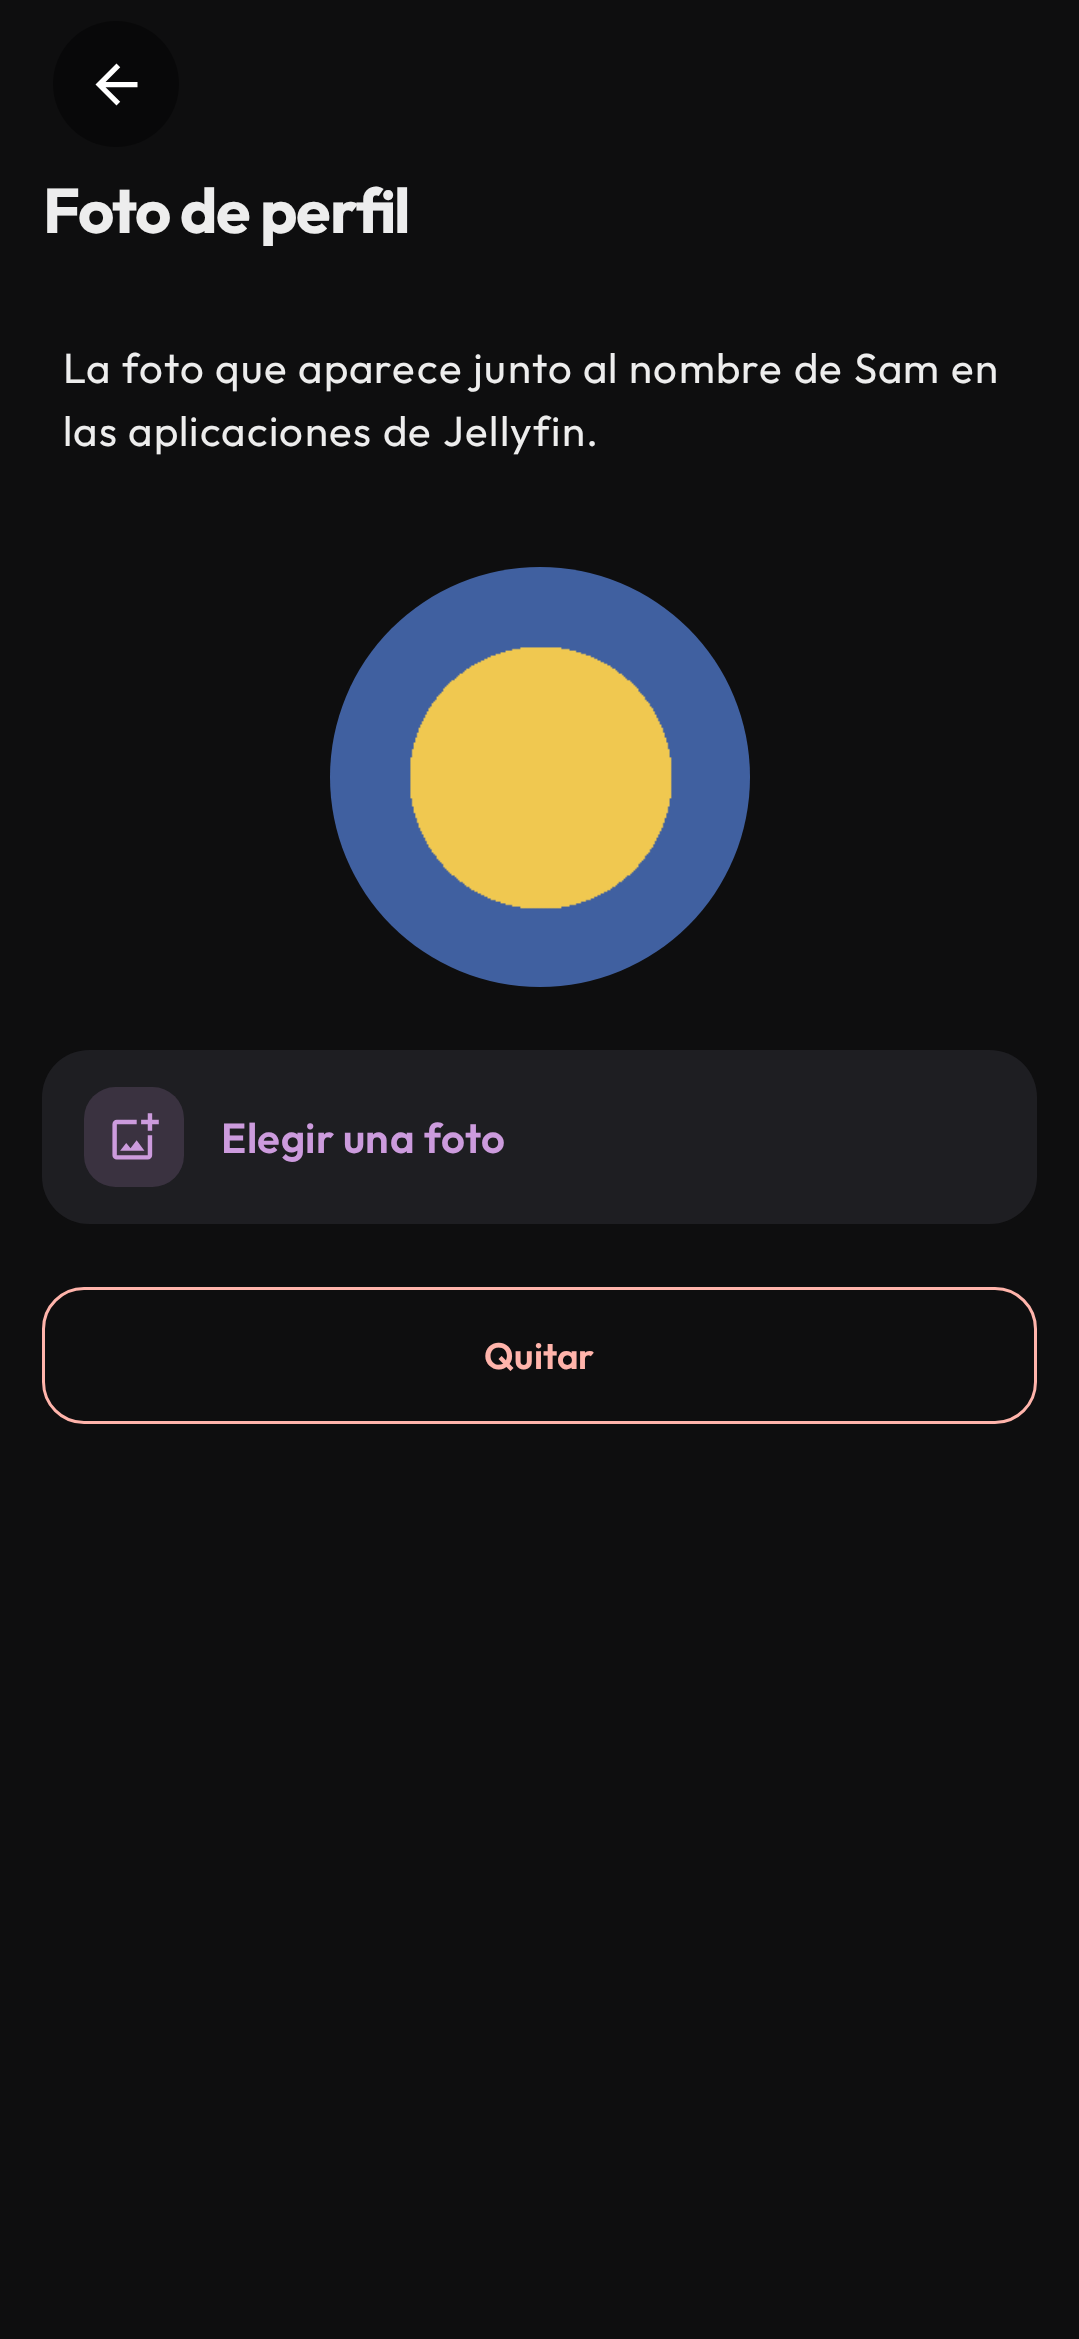 Foto de perfil
La foto que aparece junto al nombre de Sam en
las aplicaciones de Jellyfin.
Elegir una foto
Quitar